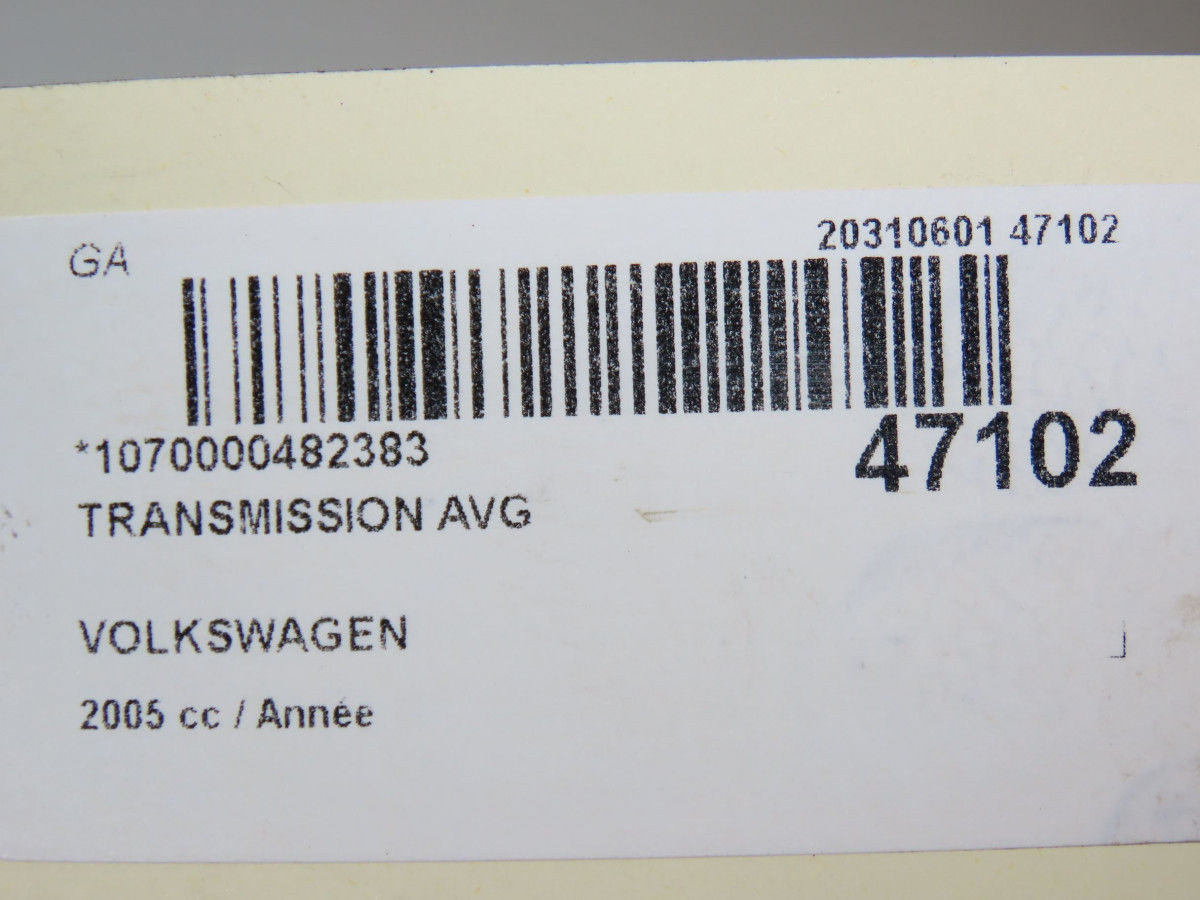 GA
20310601 47102
*1070000482383
47102
TRANSMISSION AVG
VOLKSWAGEN
2005 cc / Année